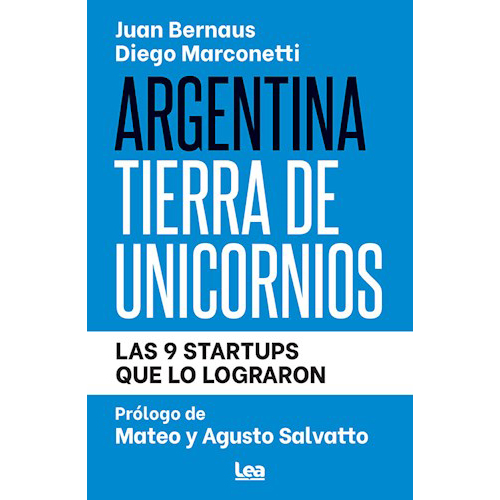 Juan Bernaus
Diego Marconetti
ARGENTINA
TIERRA DE
UNICORNIOS
LAS 9 STARTUPS
QUE LO LOGRARON
Prólogo de
Mateo y Agusto Salvatto
Lea